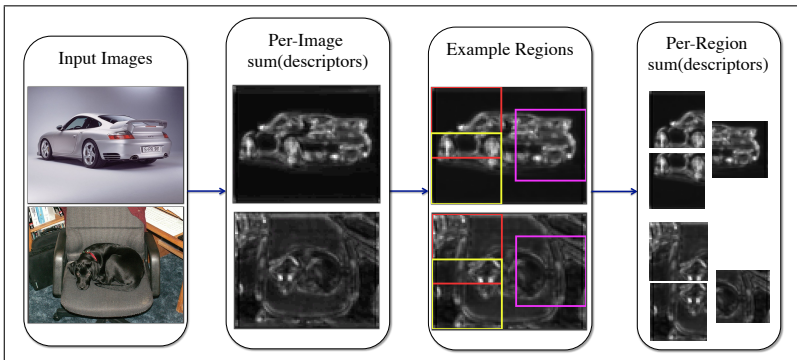 Input Images
Per-Image
sum(descriptors)
Example Regions
Per-Region
sum(descriptors)